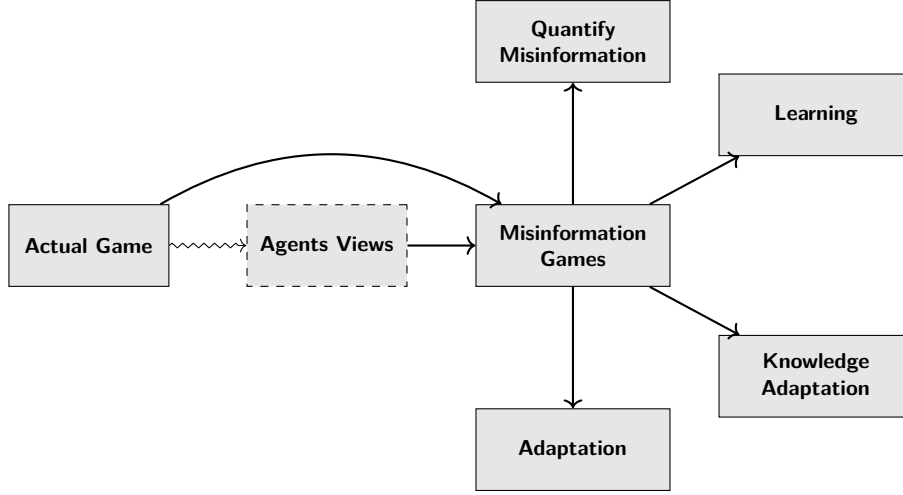 Quantify
Misinformation
Learning
Actual Game
Agents Views
Misinformation
Games
Knowledge
Adaptation
Adaptation